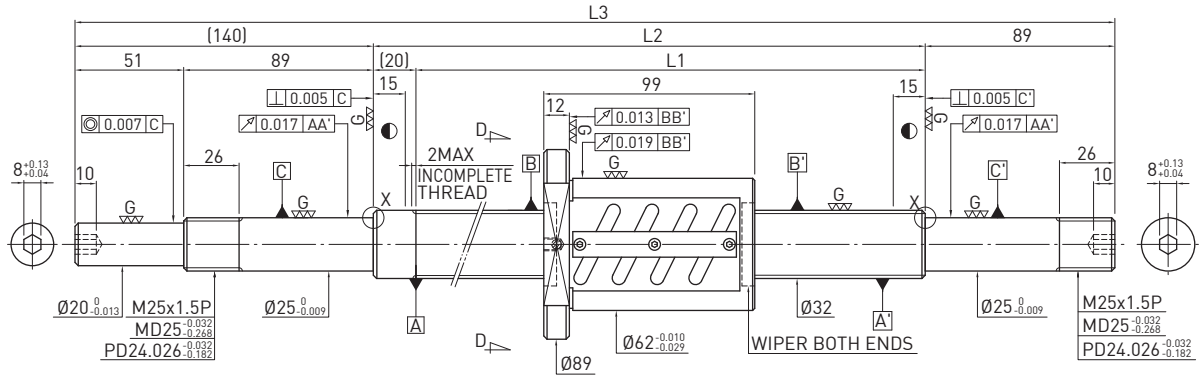 L3
(140)
L2
89
51
89
(20)
L1
15
99
15
⊥ 0.005 C
G
12
↗ 0.013 BB'
G
⊥ 0.005 C'
G
◎ 0.007 C
↗ 0.017 AA'
D
↗ 0.019 BB'
↗ 0.017 AA'
8 +0.13 +0.04
10
26
2MAX
INCOMPLETE
THREAD
G
26
10
8 +0.13 +0.04
C
B
B'
C'
G
G
X
G
X
G
Ø20 0 -0.013
M25x1.5P
MD25 -0.032 -0.268
PD24.026 -0.032 -0.182
Ø25 0 -0.009
A
D
Ø89
Ø62 -0.010 -0.029
WIPER BOTH ENDS
Ø32
A'
Ø25 0 -0.009
M25x1.5P
MD25 -0.032 -0.268
PD24.026 -0.032 -0.182